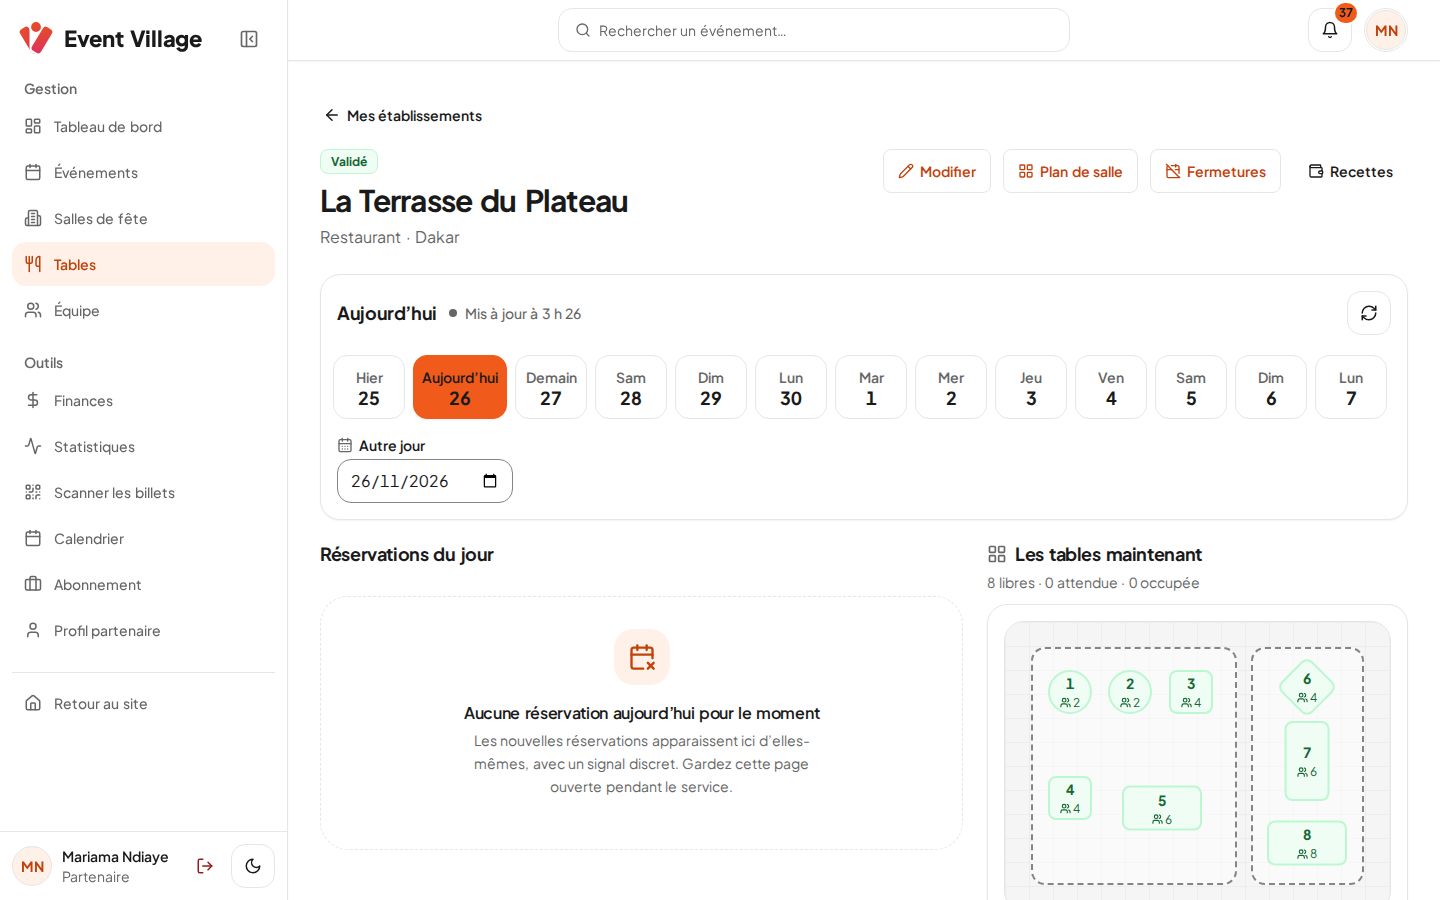 Event Village
Rechercher un événement...
37
MN
Gestion
Tableau de bord
Événements
Salles de fête
Tables
Équipe
Outils
Finances
Statistiques
Scanner les billets
Calendrier
Abonnement
Profil partenaire
Retour au site
MN
Mariama Ndiaye
Partenaire
Mes établissements
Validé
La Terrasse du Plateau
Restaurant · Dakar
Modifier
Plan de salle
Fermetures
Recettes
Aujourd’hui
Mis à jour à 3 h 26
Hier
25
Aujourd’hui
26
Demain
27
Sam
28
Dim
29
Lun
30
Mar
1
Mer
2
Jeu
3
Ven
4
Sam
5
Dim
6
Lun
7
Autre jour
26/11/2026
Réservations du jour
Aucune réservation aujourd’hui pour le moment
Les nouvelles réservations apparaissent ici d’elles-
mêmes, avec un signal discret. Gardez cette page
ouverte pendant le service.
Les tables maintenant
8 libres · 0 attendue · 0 occupée
1
2
2
2
3
4
4
4
5
6
6
4
7
6
8
8